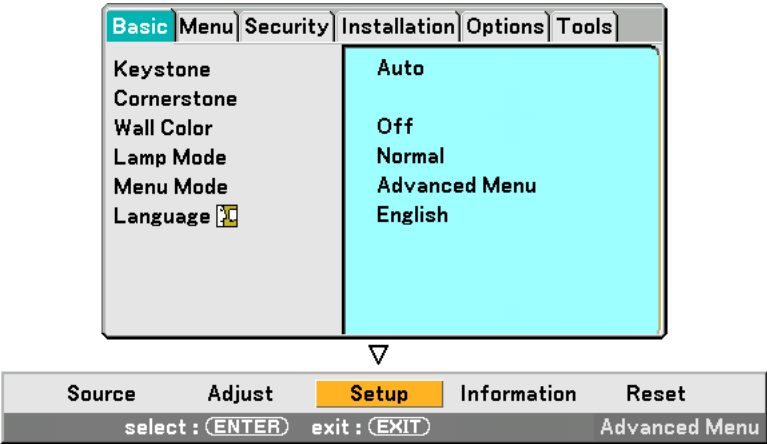 Basic Menu Security Installation Options Tools
Keystone Auto
Cornerstone
Wall Color Off
Lamp Mode Normal
Menu Mode Advanced Menu
Language English
Source Adjust Setup Information Reset
select : ENTER exit : EXIT Advanced Menu